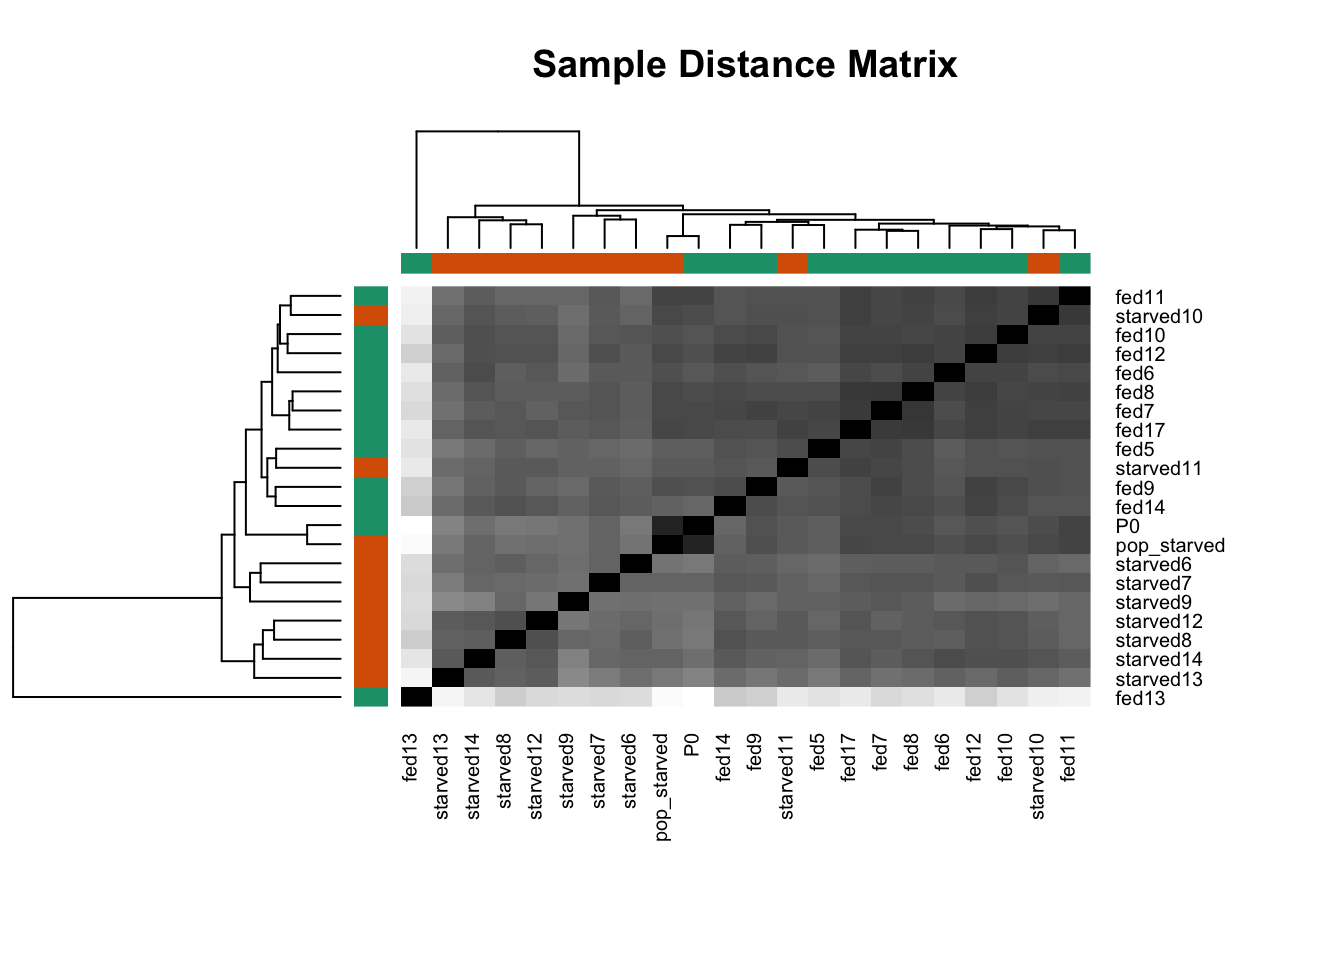 Sample Distance Matrix
fed11
starved10
fed10
fed12
fed6
fed8
fed7
fed17
fed5
starved11
fed9
fed14
P0
pop_starved
starved6
starved7
starved9
starved12
starved8
starved14
starved13
fed13
fed13
starved13
starved14
starved8
starved12
starved9
starved7
starved6
pop_starved
P0
fed14
fed9
starved11
fed5
fed17
fed7
fed8
fed6
fed12
fed10
starved10
fed11